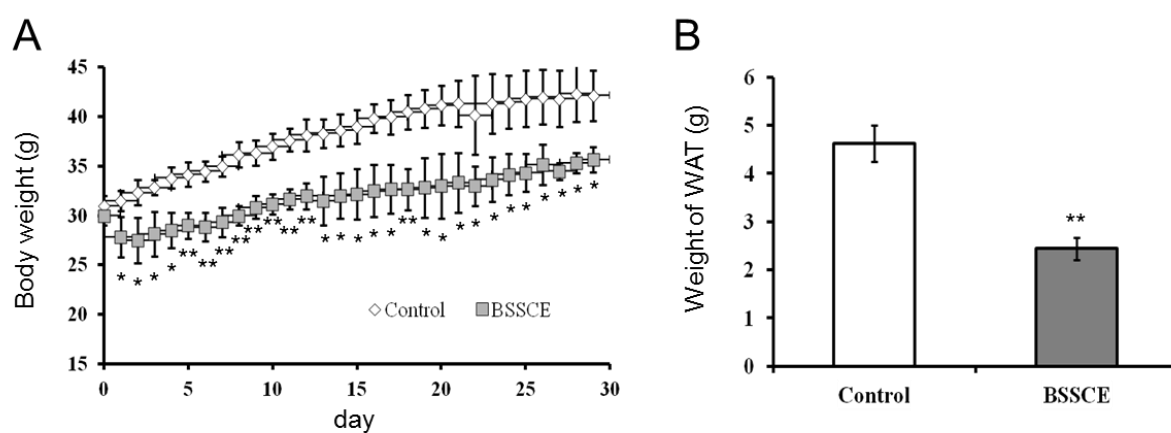 A
Body weight (g)
45
40
35
30
25
20
15
* * * * ** ** ** ** ** ** ** ** * * * * * ** * * * * * * * * * * *
Control BSSCE
0 5 10 15 20 25 30
day
B
Weight of WAT (g)
6
5
4
3
2
1
0
**
Control BSSCE